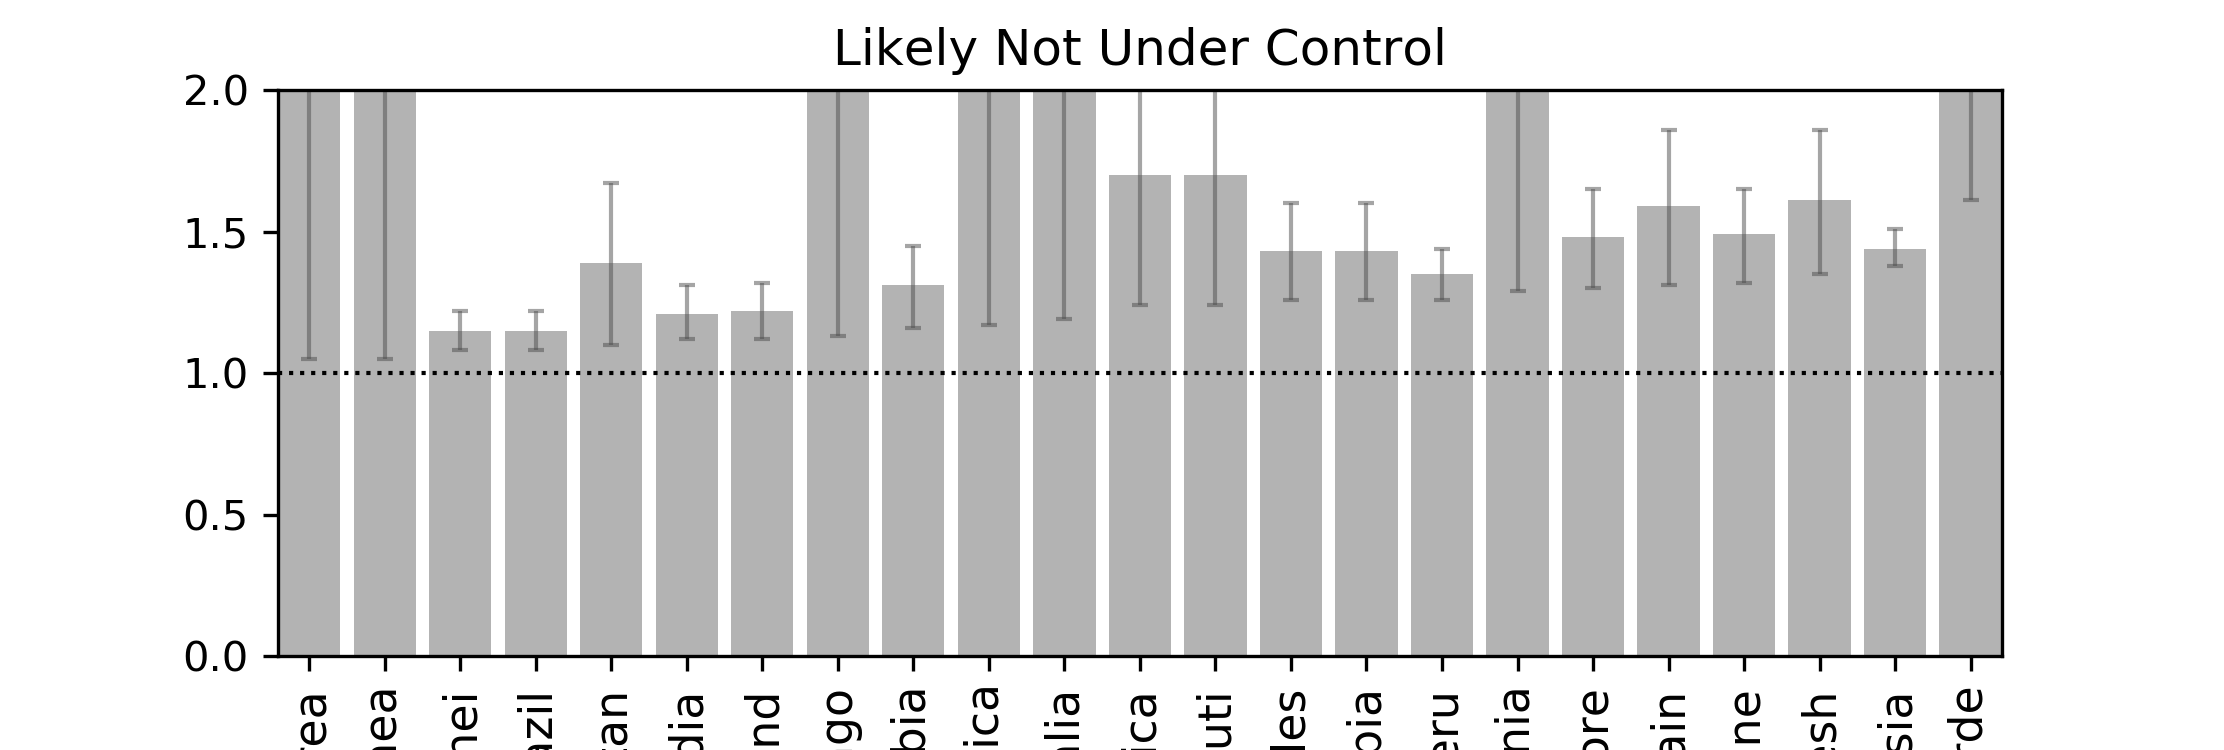 Likely Not Under Control
2.0
1.5
1.0
0.5
0.0
rea
nea
nei
azil
tan
dia
nd
go
bia
ica
lia
ica
uti
les
pia
eru
nia
ore
ain
ne
esh
sia
rde